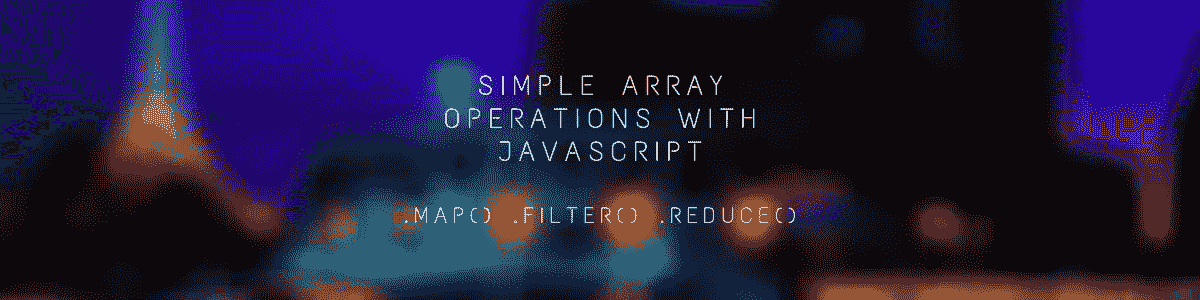 SIMPLE ARRAY
OPERATIONS WITH
JAVASCRIPT
.MAP() .FILTER() .REDUCE()